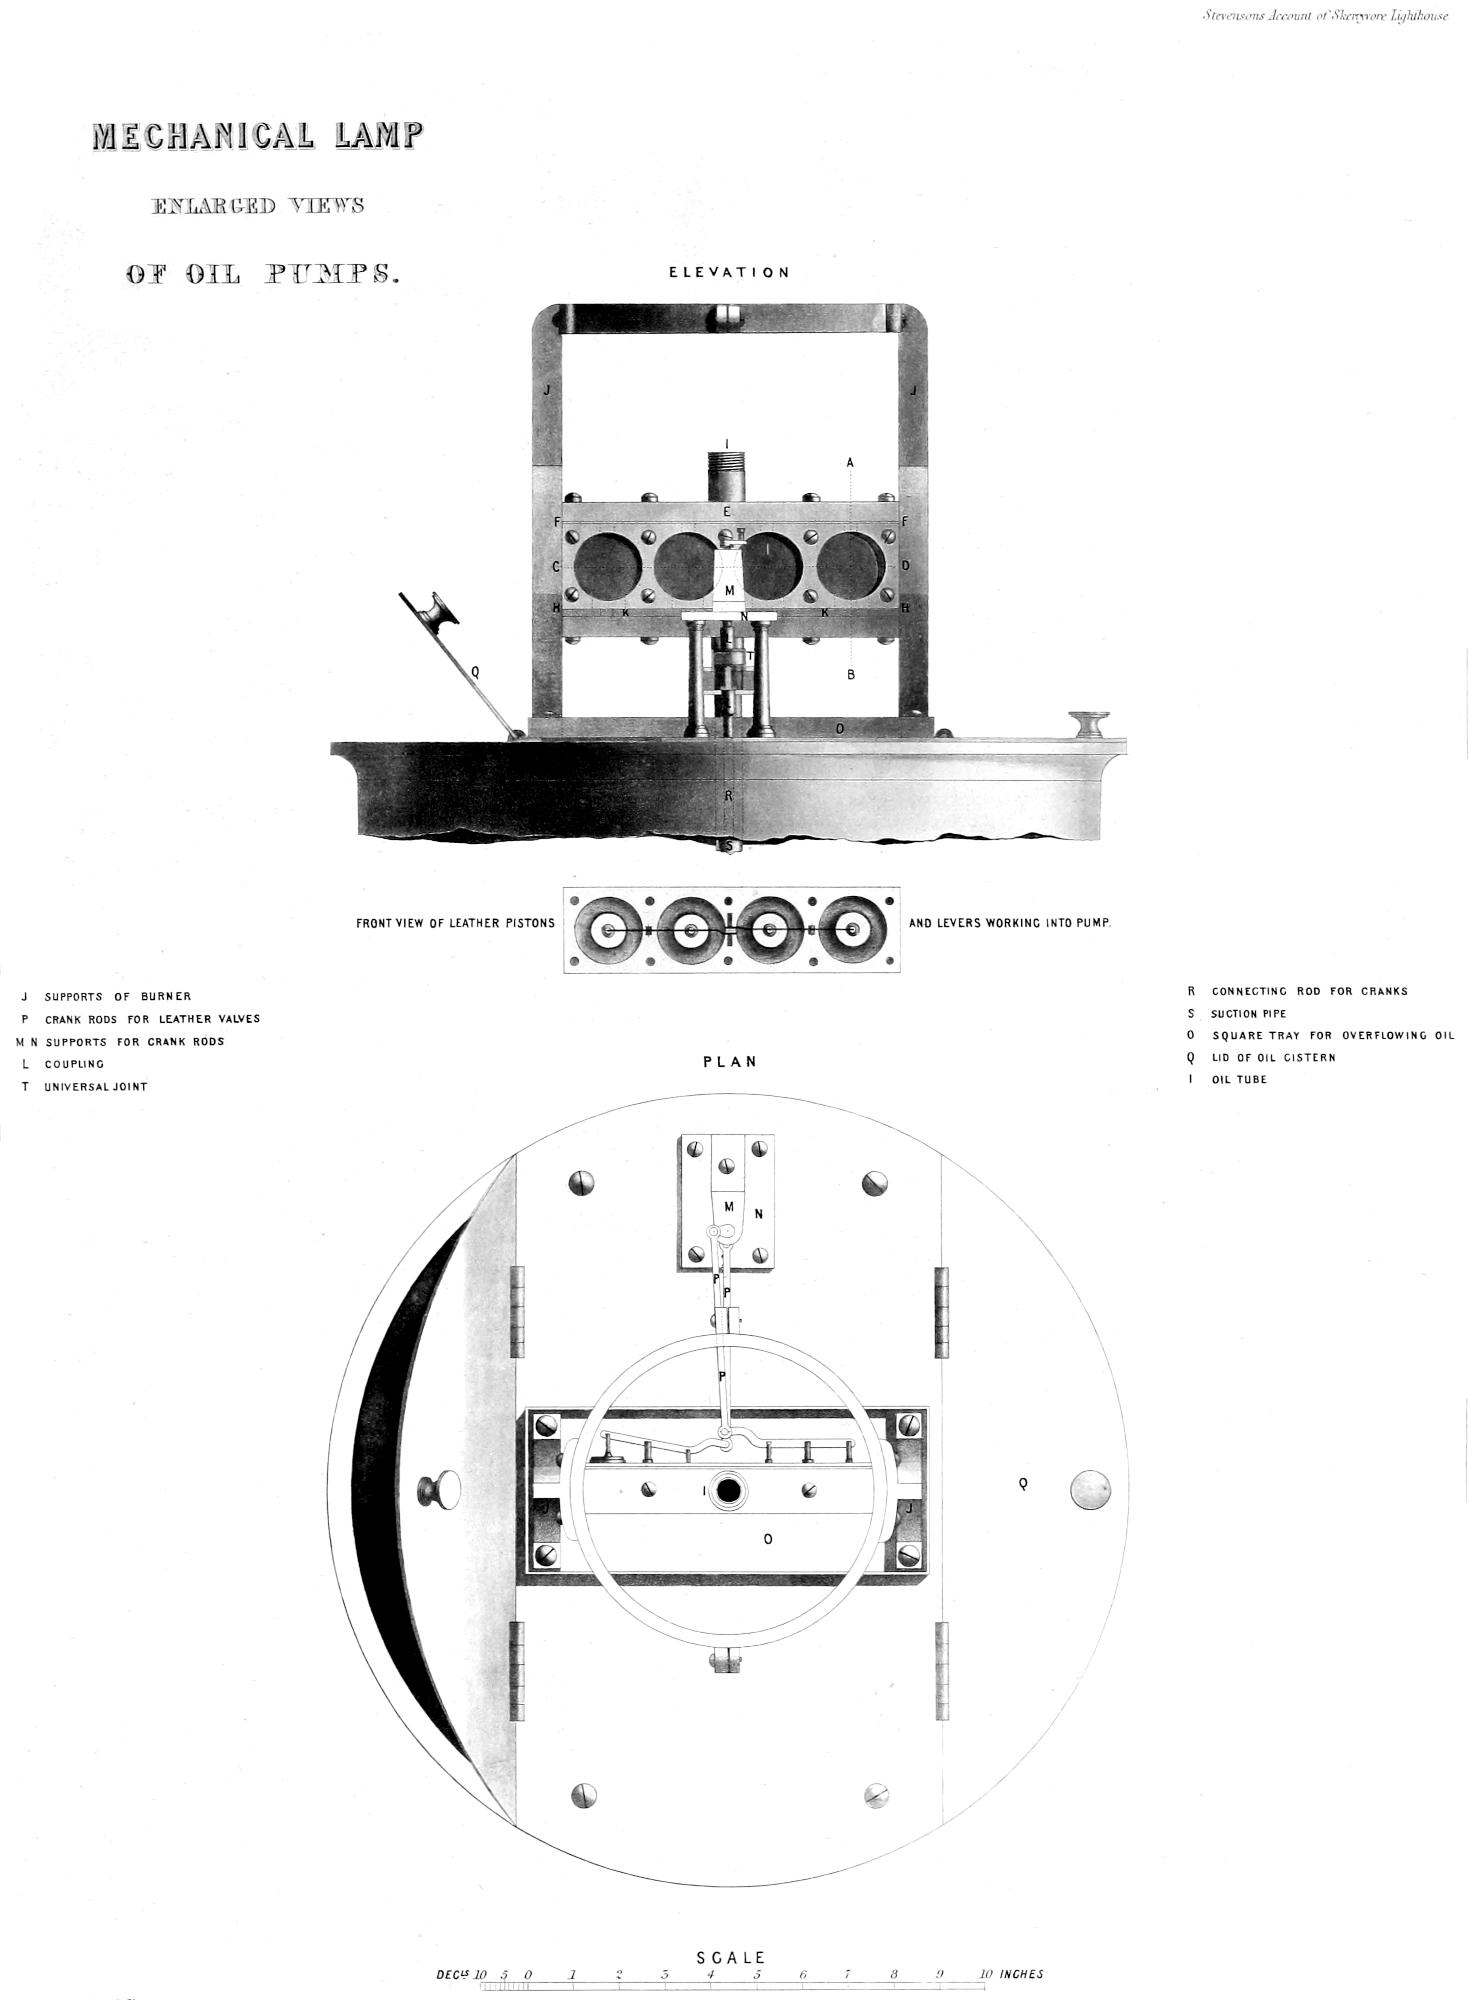 Stevensons Account of Skerryvore Lighthouse
MECHANICAL LAMP
ENLARGED VIEWS
OF OIL PUMPS.
ELEVATION
J J
I
A
E
F F
C D
M
H K N K H
L
T
Q
B
O
R
S
FRONT VIEW OF LEATHER PISTONS AND LEVERS WORKING INTO PUMP.
J SUPPORTS OF BURNER
P CRANK RODS FOR LEATHER VALVES
M N SUPPORTS FOR CRANK RODS
L COUPLING
T UNIVERSAL JOINT
R CONNECTING ROD FOR CRANKS
S SUCTION PIPE
O SQUARE TRAY FOR OVERFLOWING OIL
Q LID OF OIL CISTERN
I OIL TUBE
PLAN
M N
P
P
P
I Q
J J
O
SCALE
DECLS 10 5 0 1 2 3 4 5 6 7 8 9 10 INCHES